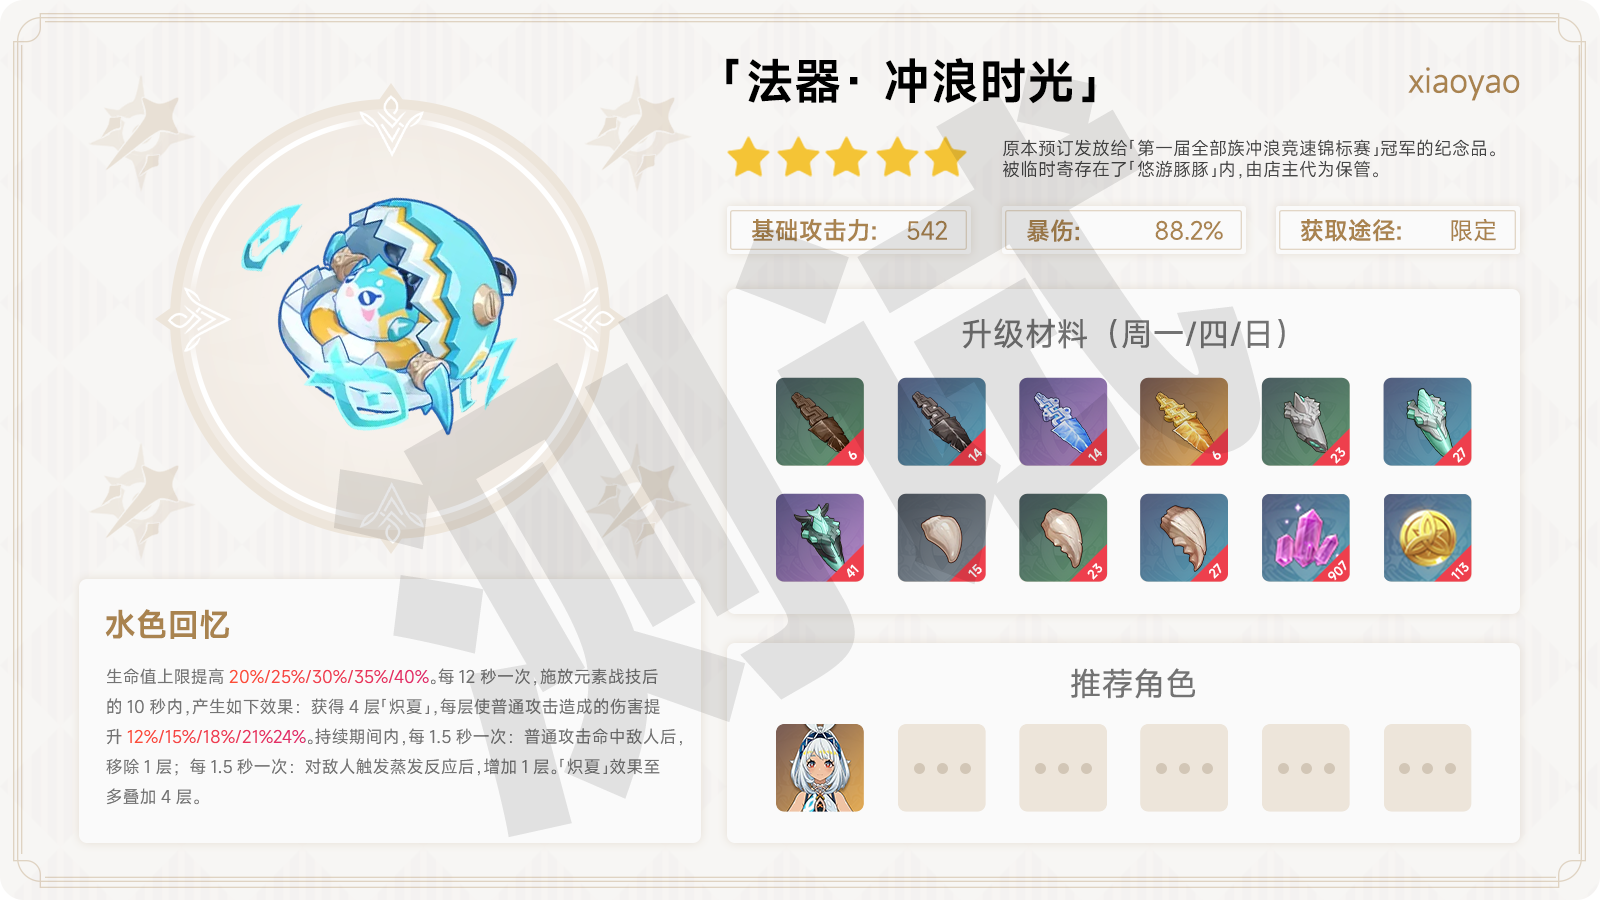 「法器· 冲浪时光」
xiaoyao
原本预订发放给「第一届全部族冲浪竞速锦标赛」冠军的纪念品。
被临时寄存在了「悠游豚豚」内,由店主代为保管。
基础攻击力: 542
暴伤: 88.2%
获取途径: 限定
升级材料（周一/四/日）
6 14 14 6 23 27
41 15 23 27 907 113
水色回忆
生命值上限提高 20%/25%/30%/35%/40%。每 12 秒一次,施放元素战技后
的 10 秒内,产生如下效果：获得 4 层「炽夏」,每层使普通攻击造成的伤害提
升 12%/15%/18%/21%24%。持续期间内,每 1.5 秒一次：普通攻击命中敌人后,
移除 1 层；每 1.5 秒一次：对敌人触发蒸发反应后,增加 1 层。「炽夏」效果至
多叠加 4 层。
推荐角色
测试